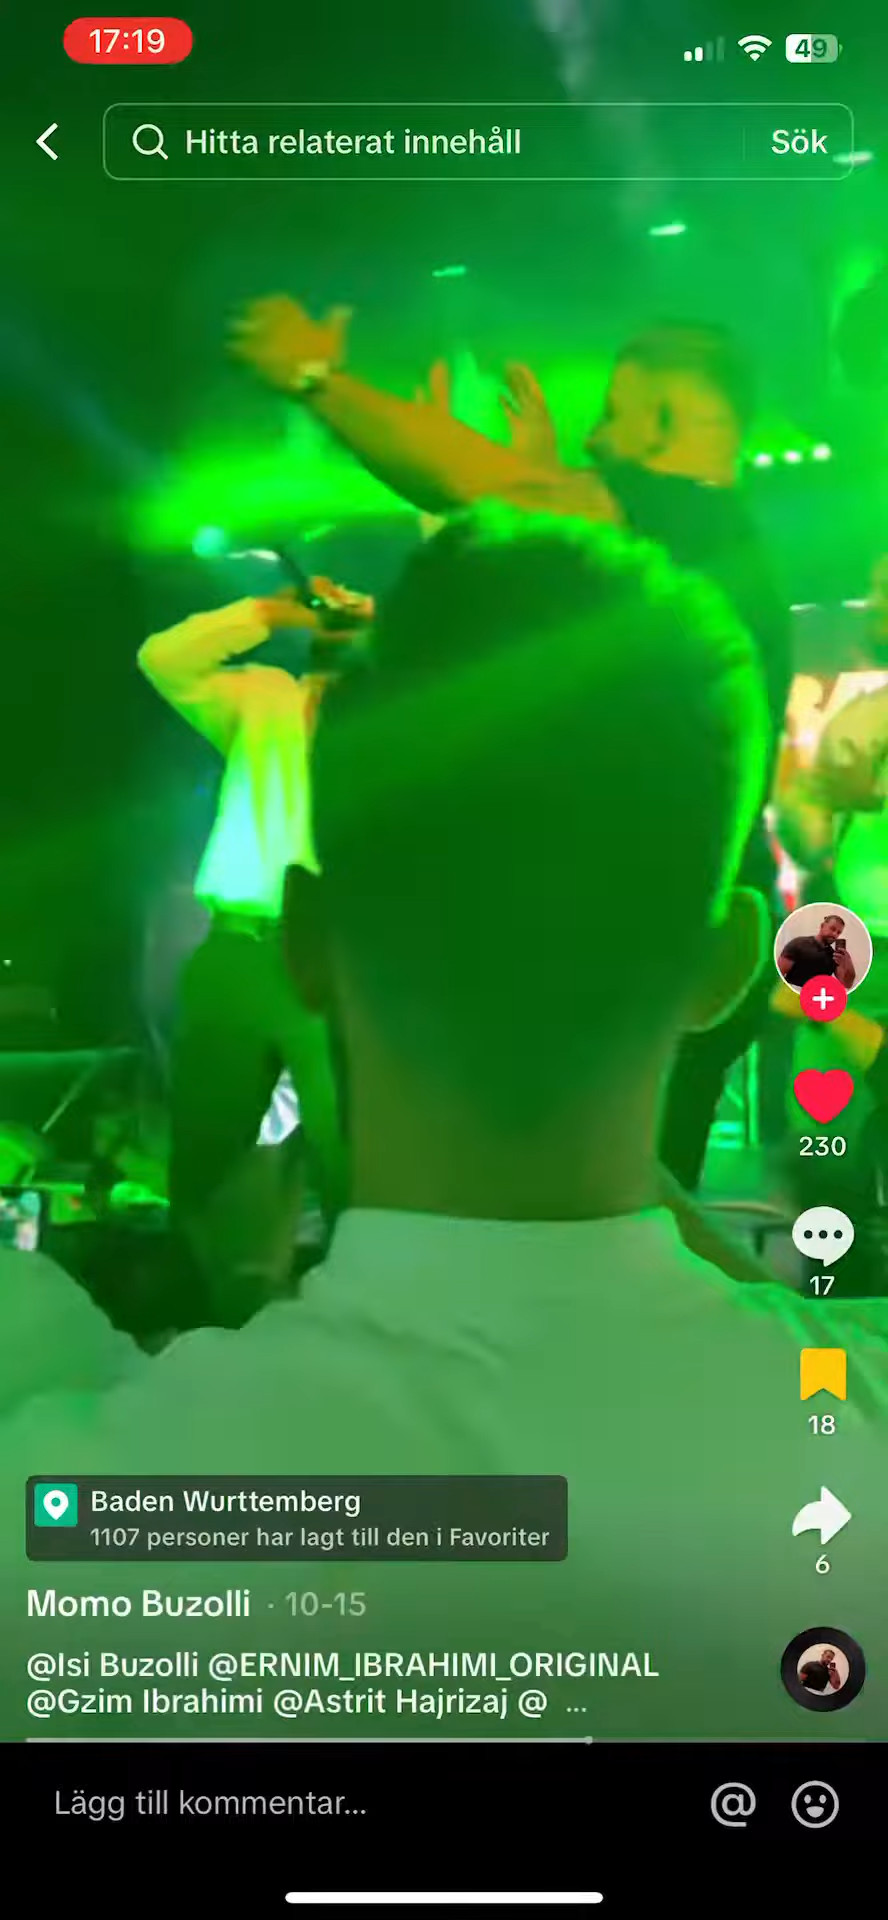 17:19
49
Hitta relaterat innehåll
Sök
230
17
18
6
Baden Wurttemberg
1107 personer har lagt till den i Favoriter
Momo Buzolli · 10-15
@Isi Buzolli @ERNIM_IBRAHIMI_ORIGINAL
@Gzim Ibrahimi @Astrit Hajrizaj @ ...
Lägg till kommentar...
@